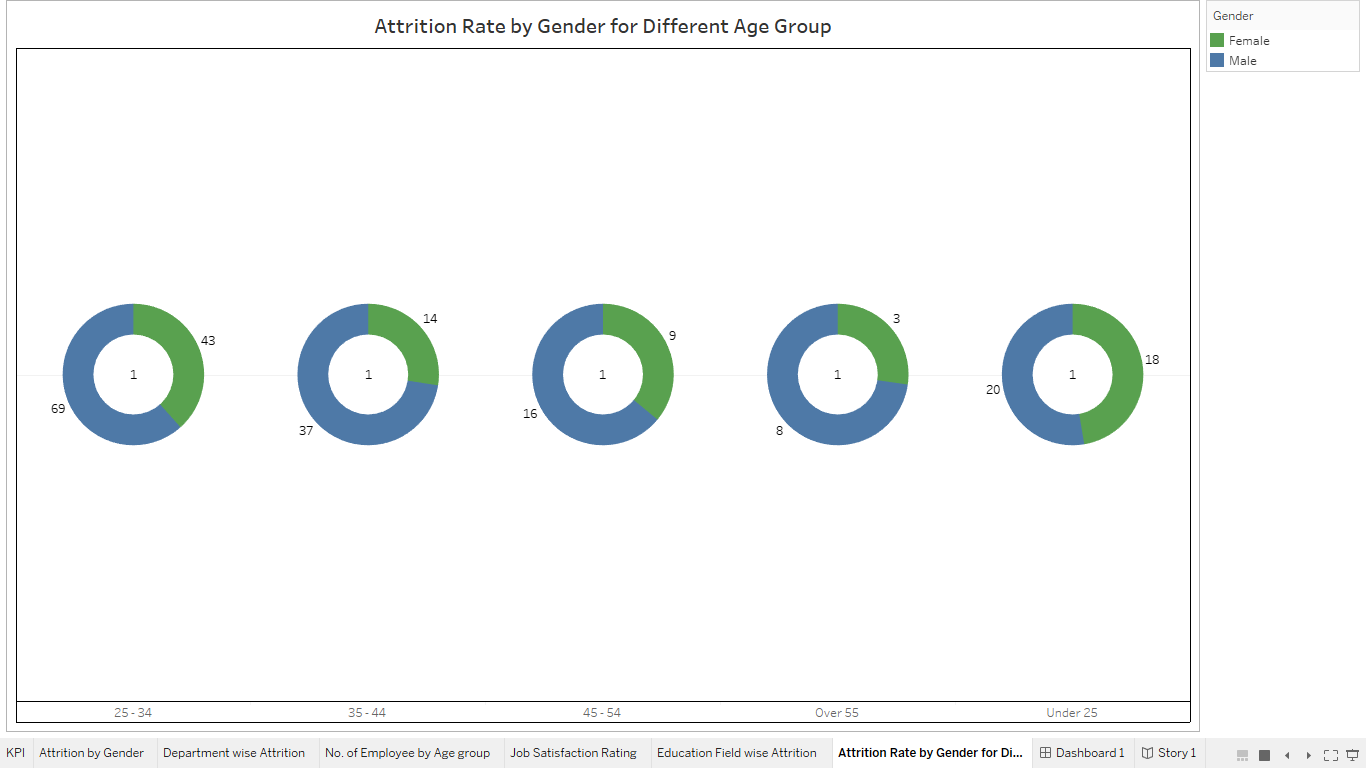 Attrition Rate by Gender for Different Age Group
Gender
Female
Male
43
69
1
14
37
1
9
16
1
3
8
1
18
20
1
25 - 34
35 - 44
45 - 54
Over 55
Under 25
KPI
Attrition by Gender
Department wise Attrition
No. of Employee by Age group
Job Satisfaction Rating
Education Field wise Attrition
Attrition Rate by Gender for Di...
Dashboard 1
Story 1